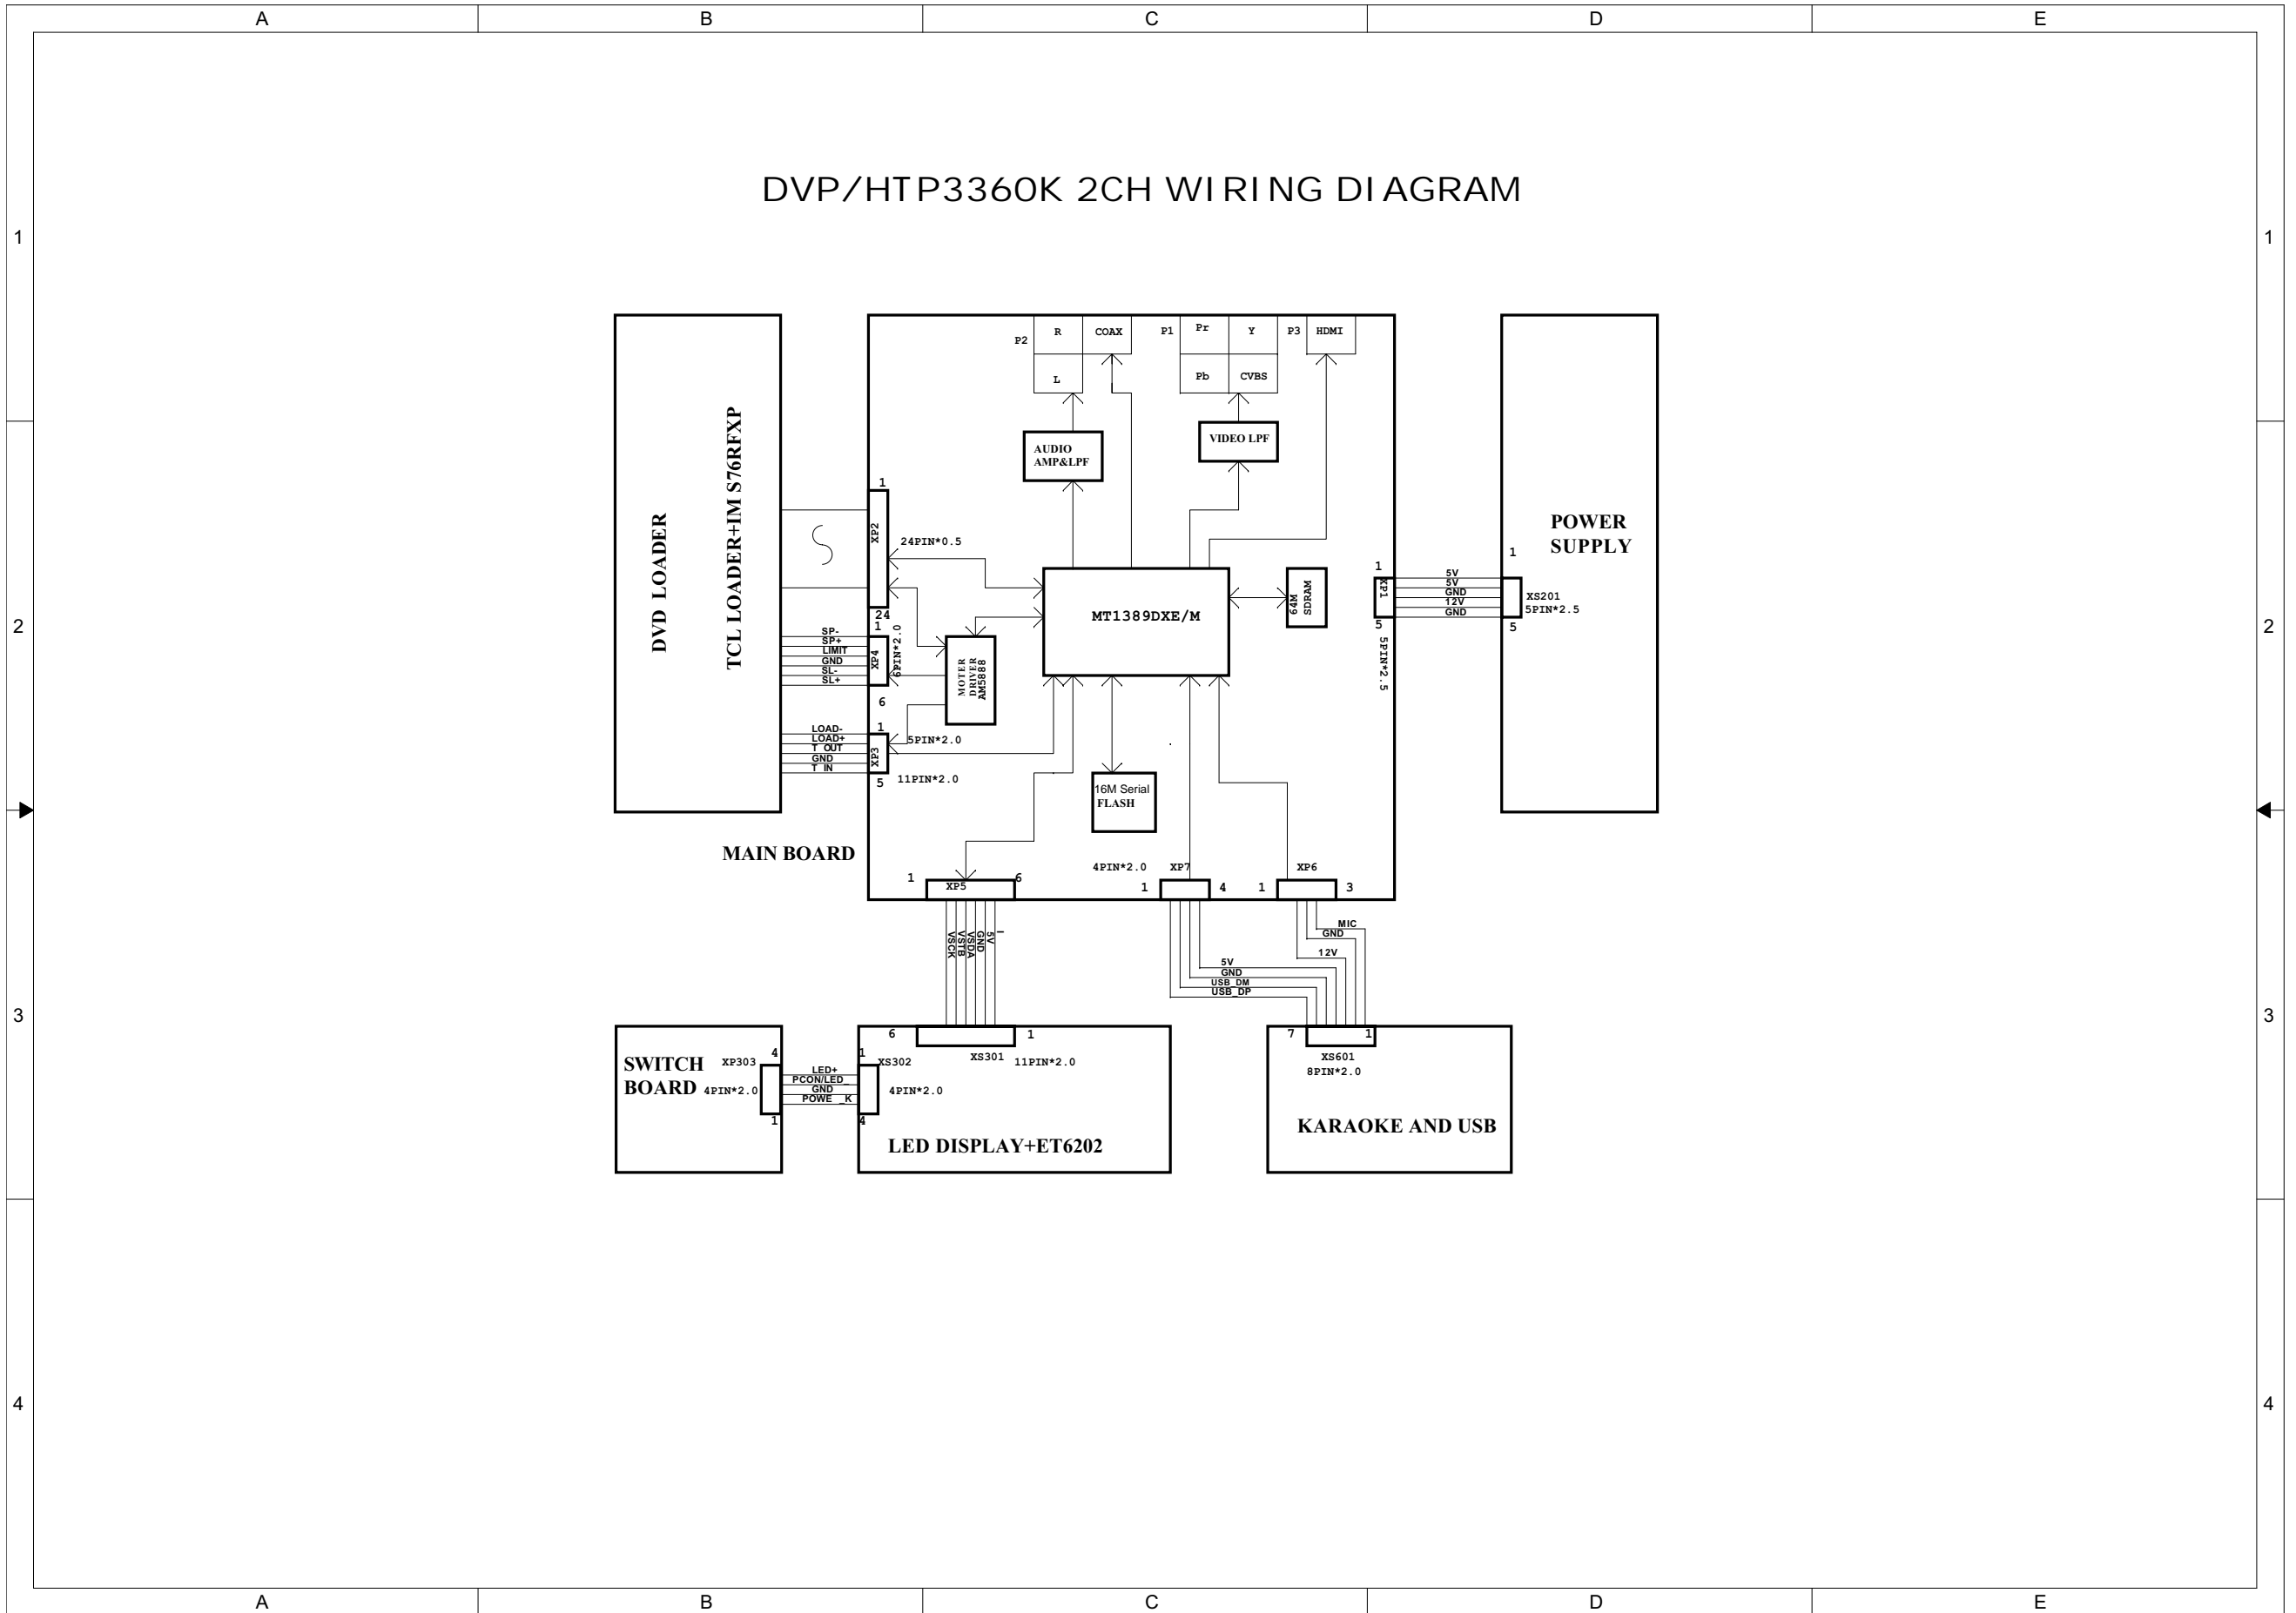 A B C D E
DVP/HTP3360K 2CH WIRING DIAGRAM
1 1
R COAX P1 Pr Y P3 HDMI
P2
L Pb CVBS
AUDIO
AMP&LPF
VIDEO LPF
DVD LOADER
TCL LOADER+IM S76RFXP
1
XP2
24PIN*0.5
24
MT1389DXE/M
64M
SDRAM
POWER
SUPPLY
1
XP1
5
5PIN*2.5
5V
5V
GND
12V
GND
1
XS201
5PIN*2.5
5
2 2
1
XP4
6PIN*2.0
6
SP-
SP+
LIMIT
GND
SL-
SL+
MOTER
DRIVER
AM5888
LOAD-
LOAD+
T OUT
GND
T IN
1
XP3
5
5PIN*2.0
11PIN*2.0
16M Serial
FLASH
MAIN BOARD
1 XP5 6
4PIN*2.0 XP7
1 4
XP6
1 3
VSCK
VSTB
VSDA
GND
5V
I
MIC
GND
12V
5V
GND
USB_DM
USB_DP
3 3
SWITCH
BOARD
XP303
4PIN*2.0
4
1
LED+
PCON/LED_
GND
POWE _K
1
XS302
4PIN*2.0
4
6 1
XS301 11PIN*2.0
LED DISPLAY+ET6202
7 1
XS601
8PIN*2.0
KARAOKE AND USB
4 4
A B C D E